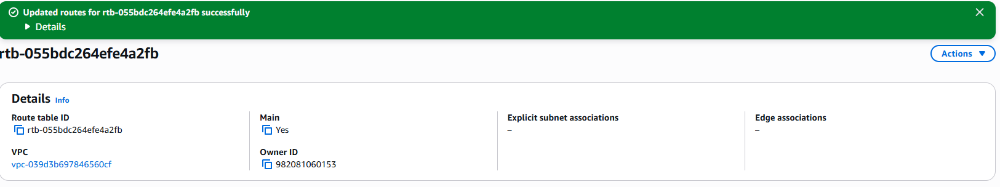 Updated routes for rtb-055bdc264efe4a2fb successfully
Details
rtb-055bdc264efe4a2fb
Actions
Details Info
Route table ID
rtb-055bdc264efe4a2fb
Main
Yes
Explicit subnet associations
–
Edge associations
–
VPC
vpc-039d3b697846560cf
Owner ID
982081060153